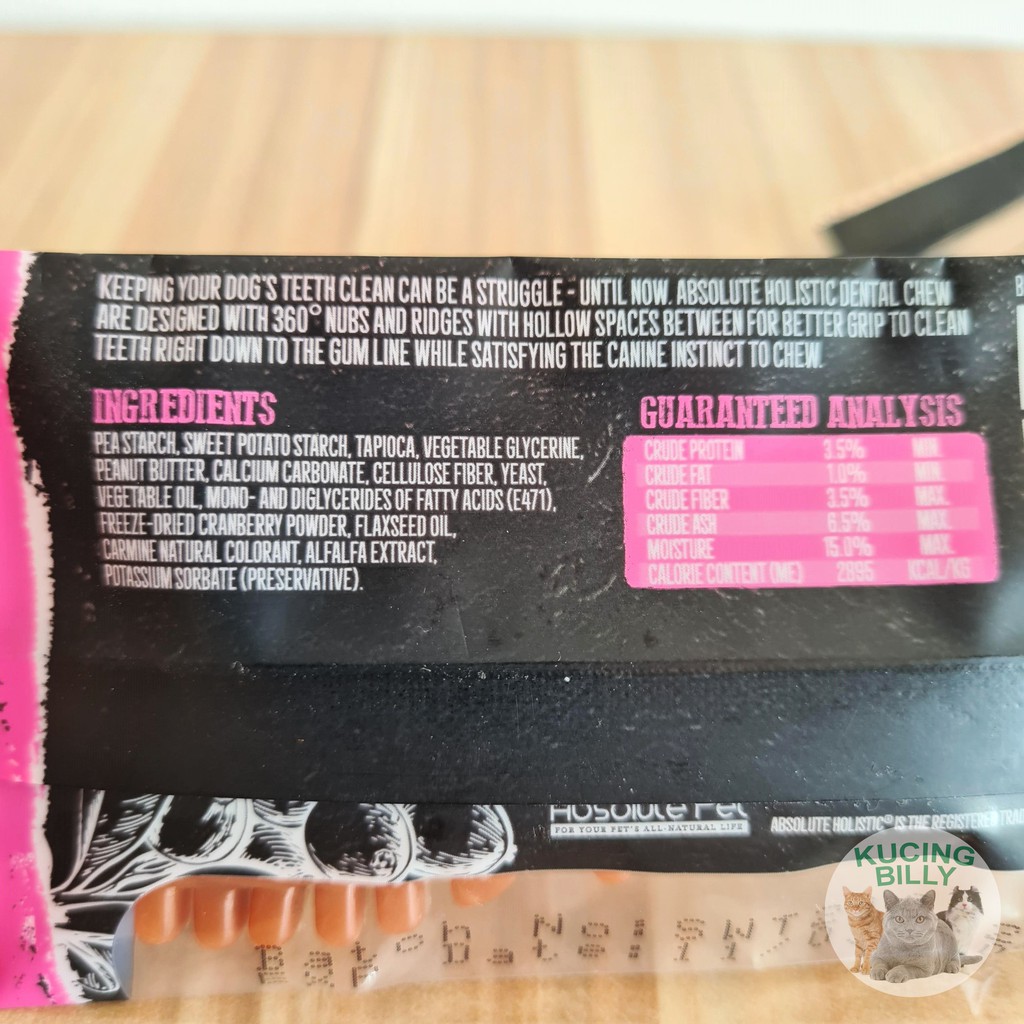 KEEPING YOUR DOG'S TEETH CLEAN CAN BE A STRUGGLE - UNTIL NOW. ABSOLUTE HOLISTIC DENTAL CHEW
ARE DESIGNED WITH 360° NUBS AND RIDGES WITH HOLLOW SPACES BETWEEN FOR BETTER GRIP TO CLEAN
TEETH RIGHT DOWN TO THE GUM LINE WHILE SATISFYING THE CANINE INSTINCT TO CHEW.
INGREDIENTS
PEA STARCH, SWEET POTATO STARCH, TAPIOCA, VEGETABLE GLYCERINE,
PEANUT BUTTER, CALCIUM CARBONATE, CELLULOSE FIBER, YEAST,
VEGETABLE OIL, MONO- AND DIGLYCERIDES OF FATTY ACIDS (E471),
FREEZE-DRIED CRANBERRY POWDER, FLAXSEED OIL,
CARMINE NATURAL COLORANT, ALFALFA EXTRACT,
POTASSIUM SORBATE (PRESERVATIVE).
GUARANTEED ANALYSIS
CRUDE PROTEIN 3.5% MIN.
CRUDE FAT 1.0% MIN.
CRUDE FIBER 3.5% MAX.
CRUDE ASH 6.5% MAX.
MOISTURE 15.0% MAX.
CALORIE CONTENT (ME) 2895 KCAL/KG
Absolute Pet
FOR YOUR PET'S ALL-NATURAL LIFE
ABSOLUTE HOLISTIC® IS THE REGISTERED
KUCING
BILLY